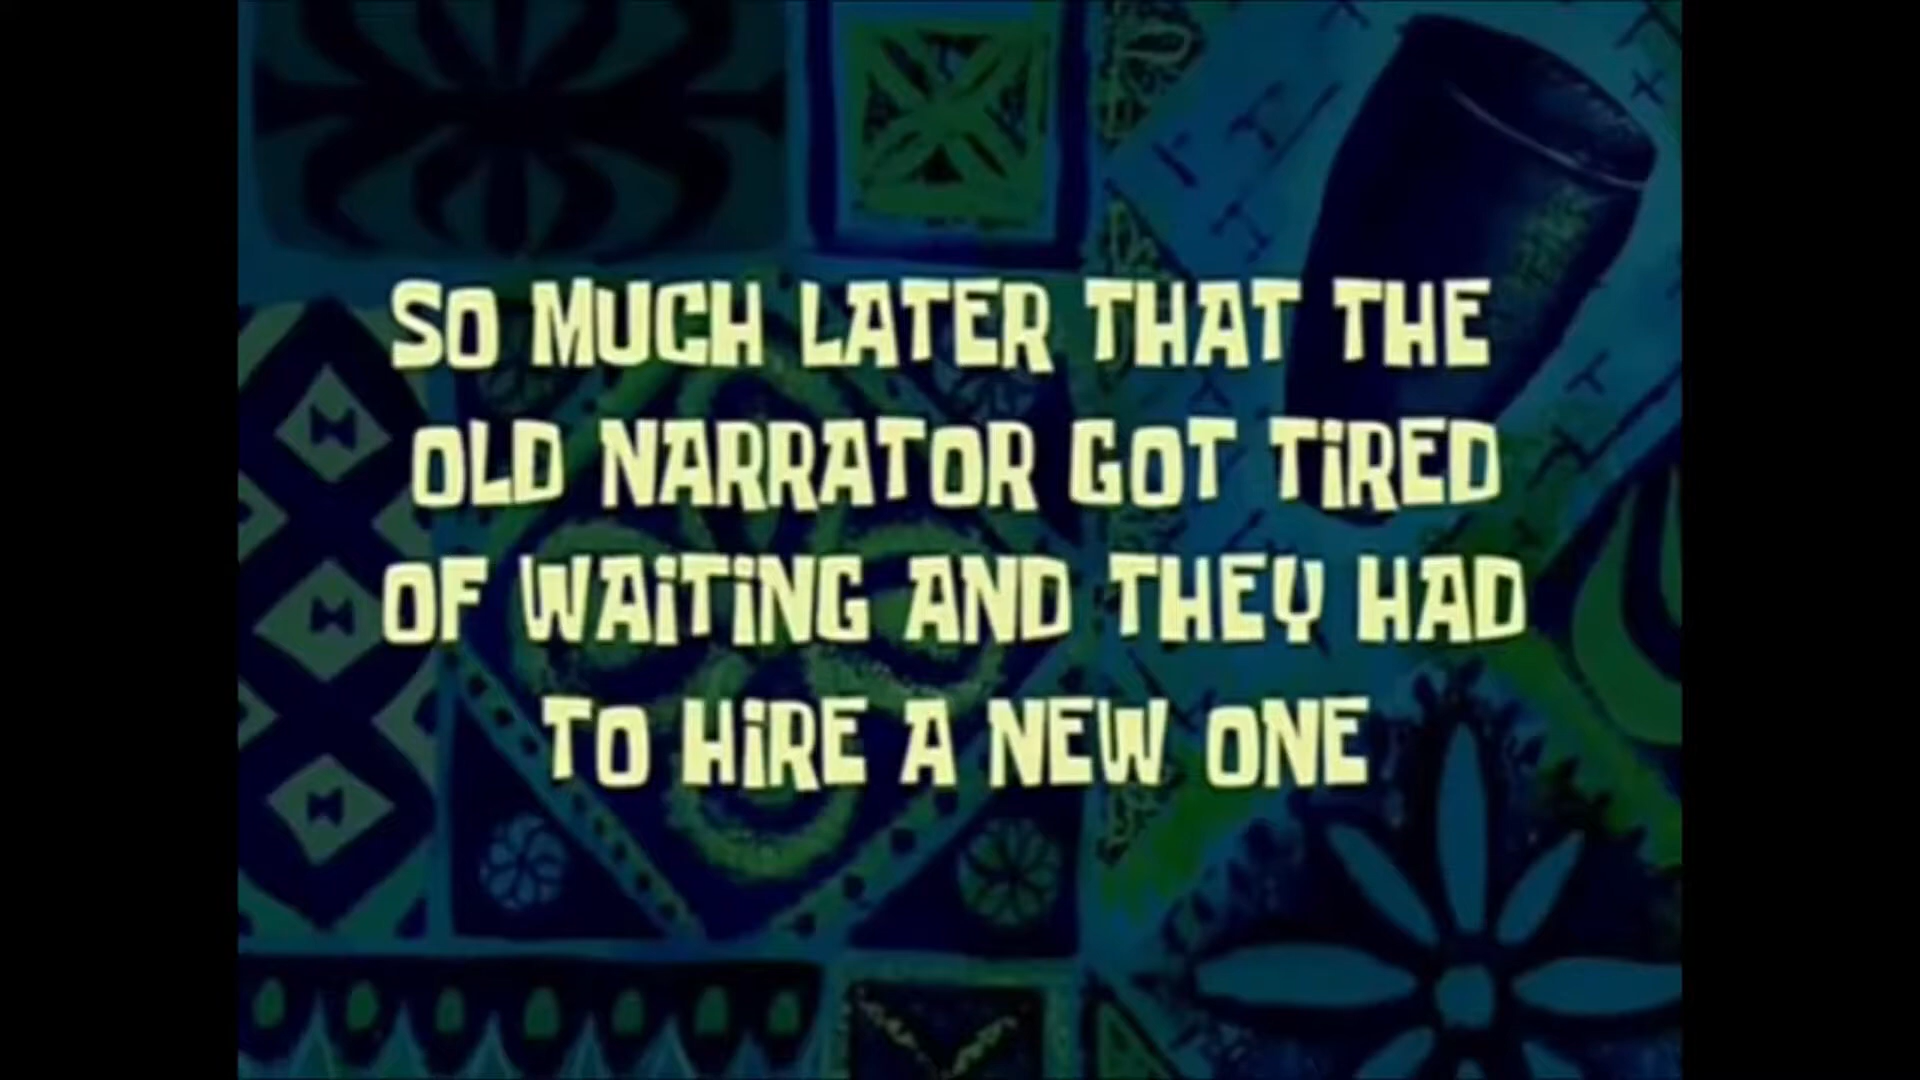 SO MUCH LATER THAT THE
OLD NARRATOR GOT TiRED
OF WAiTiNG AND THEY HAD
TO HiRE A NEW ONE